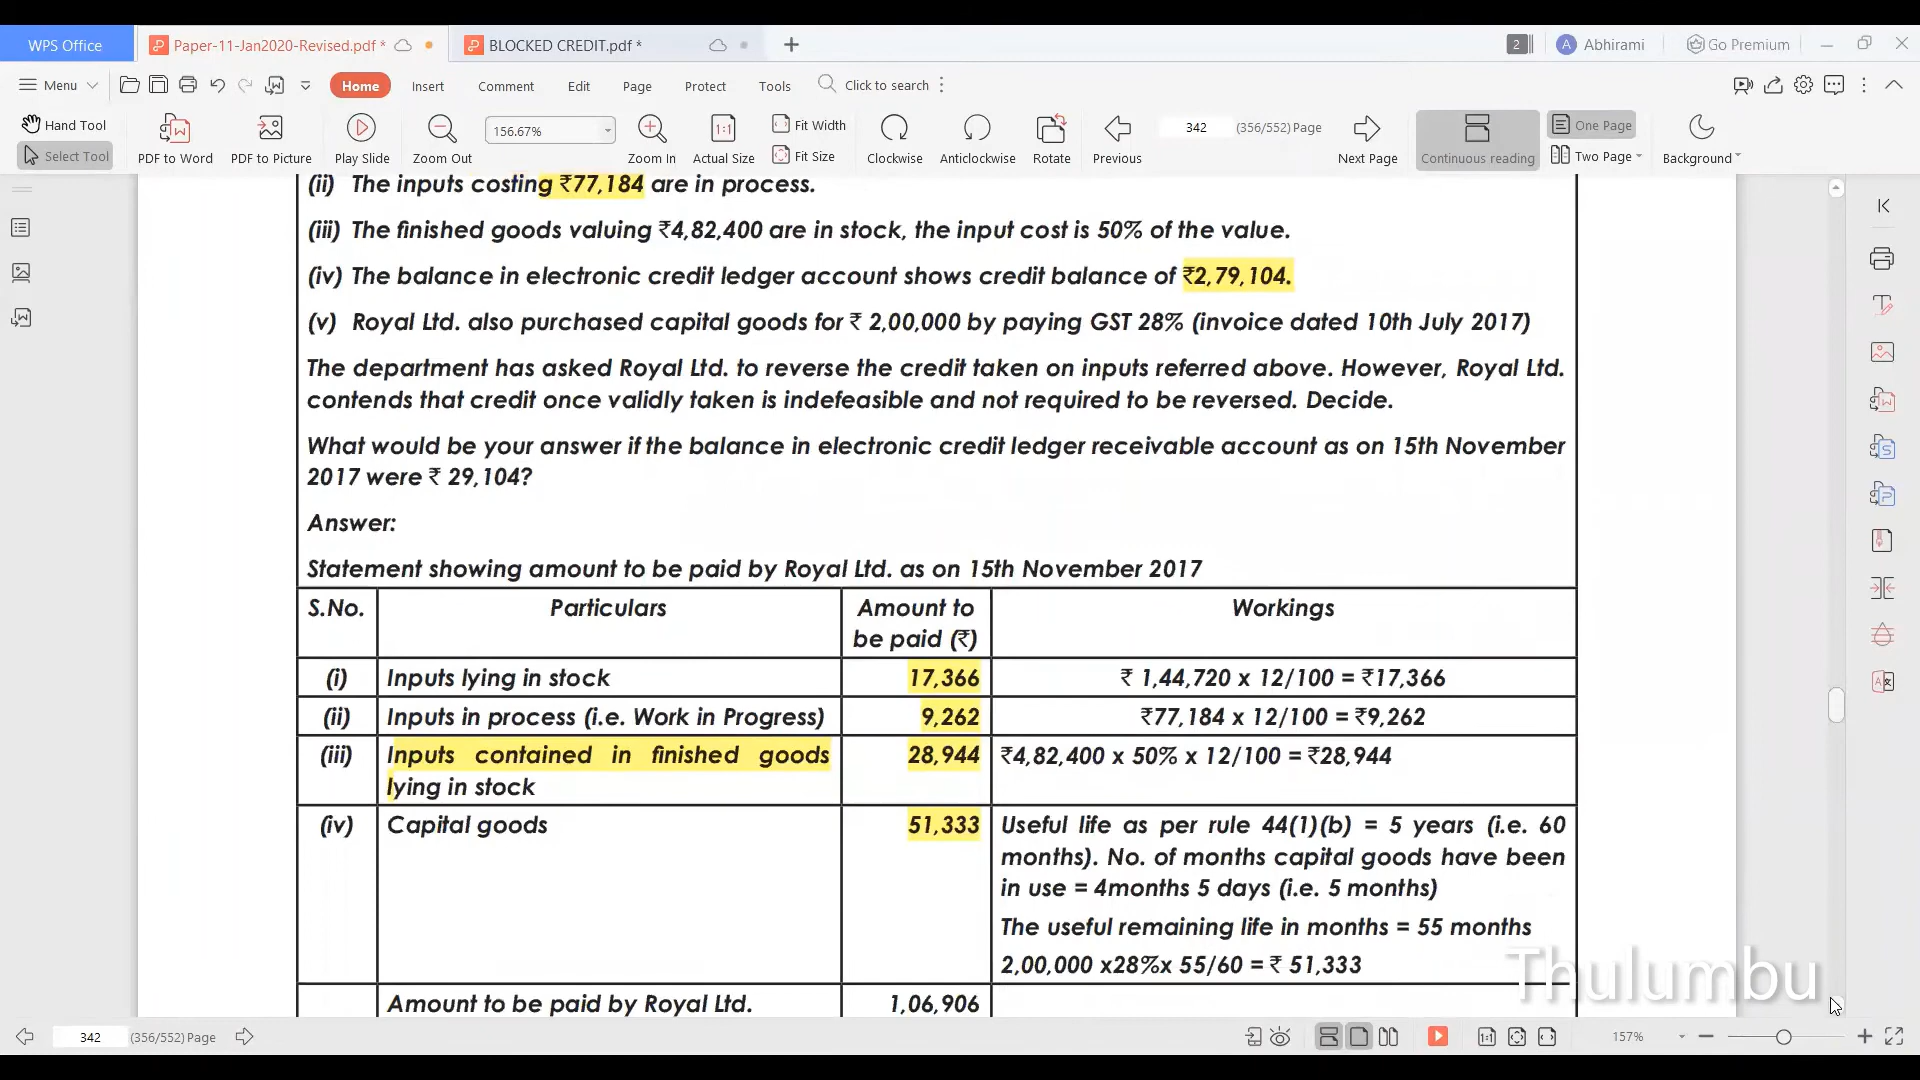 WPS Office
Paper-11-Jan2020-Revised.pdf *
BLOCKED CREDIT.pdf *
2
A Abhirami
Go Premium
Menu
Home
Insert
Comment
Edit
Page
Protect
Tools
Click to search
Hand Tool
Select Tool
PDF to Word
PDF to Picture
Play Slide
Zoom Out
156.67%
Zoom In
1:1
Actual Size
Fit Width
Fit Size
Clockwise
Anticlockwise
Rotate
Previous
342
(356/552) Page
Next Page
Continuous reading
One Page
Two Page
Background
(ii) The inputs costing ₹77,184 are in process.
(iii) The finished goods valuing ₹4,82,400 are in stock, the input cost is 50% of the value.
(iv) The balance in electronic credit ledger account shows credit balance of ₹2,79,104.
(v) Royal Ltd. also purchased capital goods for ₹ 2,00,000 by paying GST 28% (invoice dated 10th July 2017)
The department has asked Royal Ltd. to reverse the credit taken on inputs referred above. However, Royal Ltd.
contends that credit once validly taken is indefeasible and not required to be reversed. Decide.
What would be your answer if the balance in electronic credit ledger receivable account as on 15th November
2017 were ₹ 29,104?
Answer:
Statement showing amount to be paid by Royal Ltd. as on 15th November 2017
S.No. Particulars Amount to Workings
be paid (₹)
(i) Inputs lying in stock 17,366 ₹ 1,44,720 x 12/100 = ₹17,366
(ii) Inputs in process (i.e. Work in Progress) 9,262 ₹77,184 x 12/100 = ₹9,262
(iii) Inputs contained in finished goods 28,944 ₹4,82,400 x 50% x 12/100 = ₹28,944
lying in stock
(iv) Capital goods 51,333 Useful life as per rule 44(1)(b) = 5 years (i.e. 60
months). No. of months capital goods have been
in use = 4months 5 days (i.e. 5 months)
The useful remaining life in months = 55 months
2,00,000 x28%x 55/60 = ₹ 51,333
Amount to be paid by Royal Ltd. 1,06,906
Thulumbu
342
(356/552) Page
157%